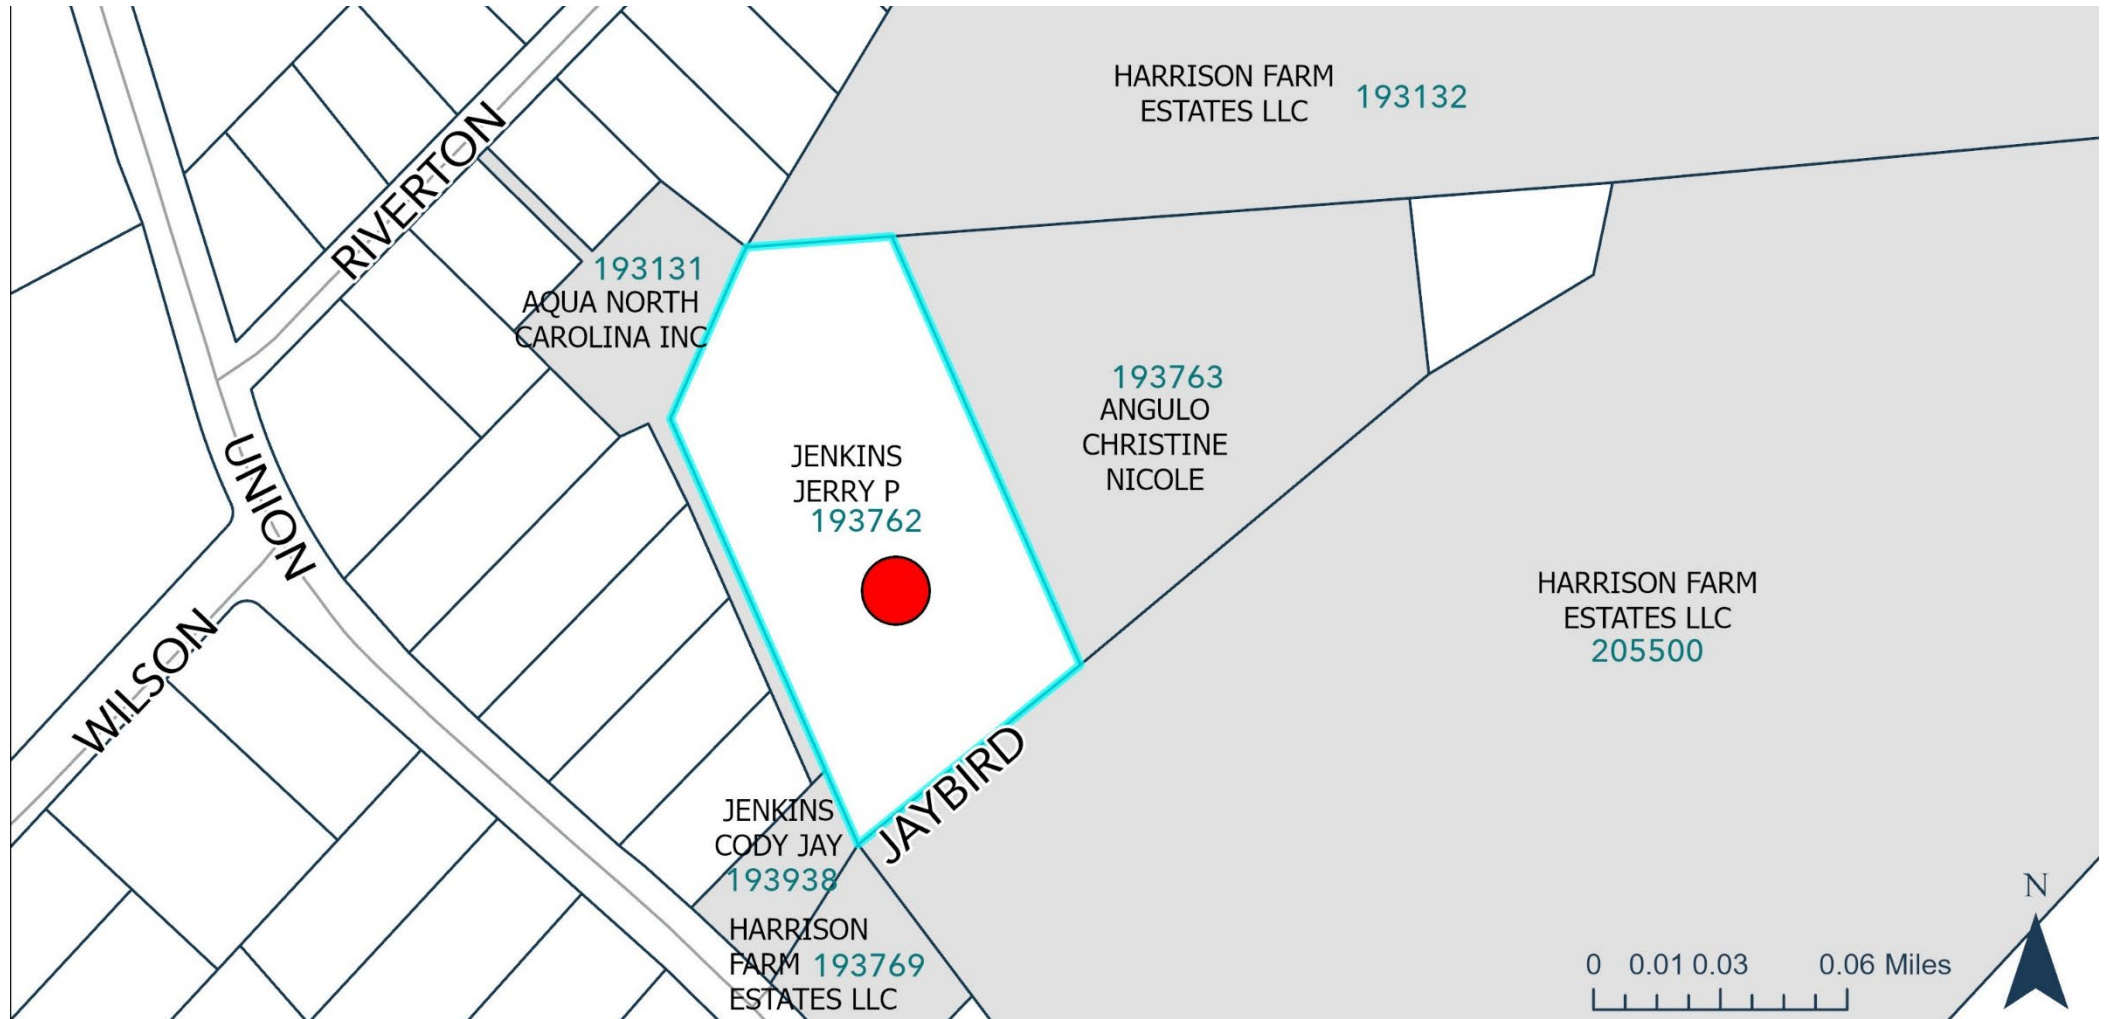 HARRISON FARM
ESTATES LLC
193132
RIVERTON
193131
AQUA NORTH
CAROLINA INC
193763
ANGULO
CHRISTINE
NICOLE
UNION
JENKINS
JERRY P
193762
HARRISON FARM
ESTATES LLC
205500
WILSON
JAYBIRD
JENKINS
CODY JAY
193938
HARRISON
FARM 193769
ESTATES LLC
N
0 0.01 0.03 0.06 Miles